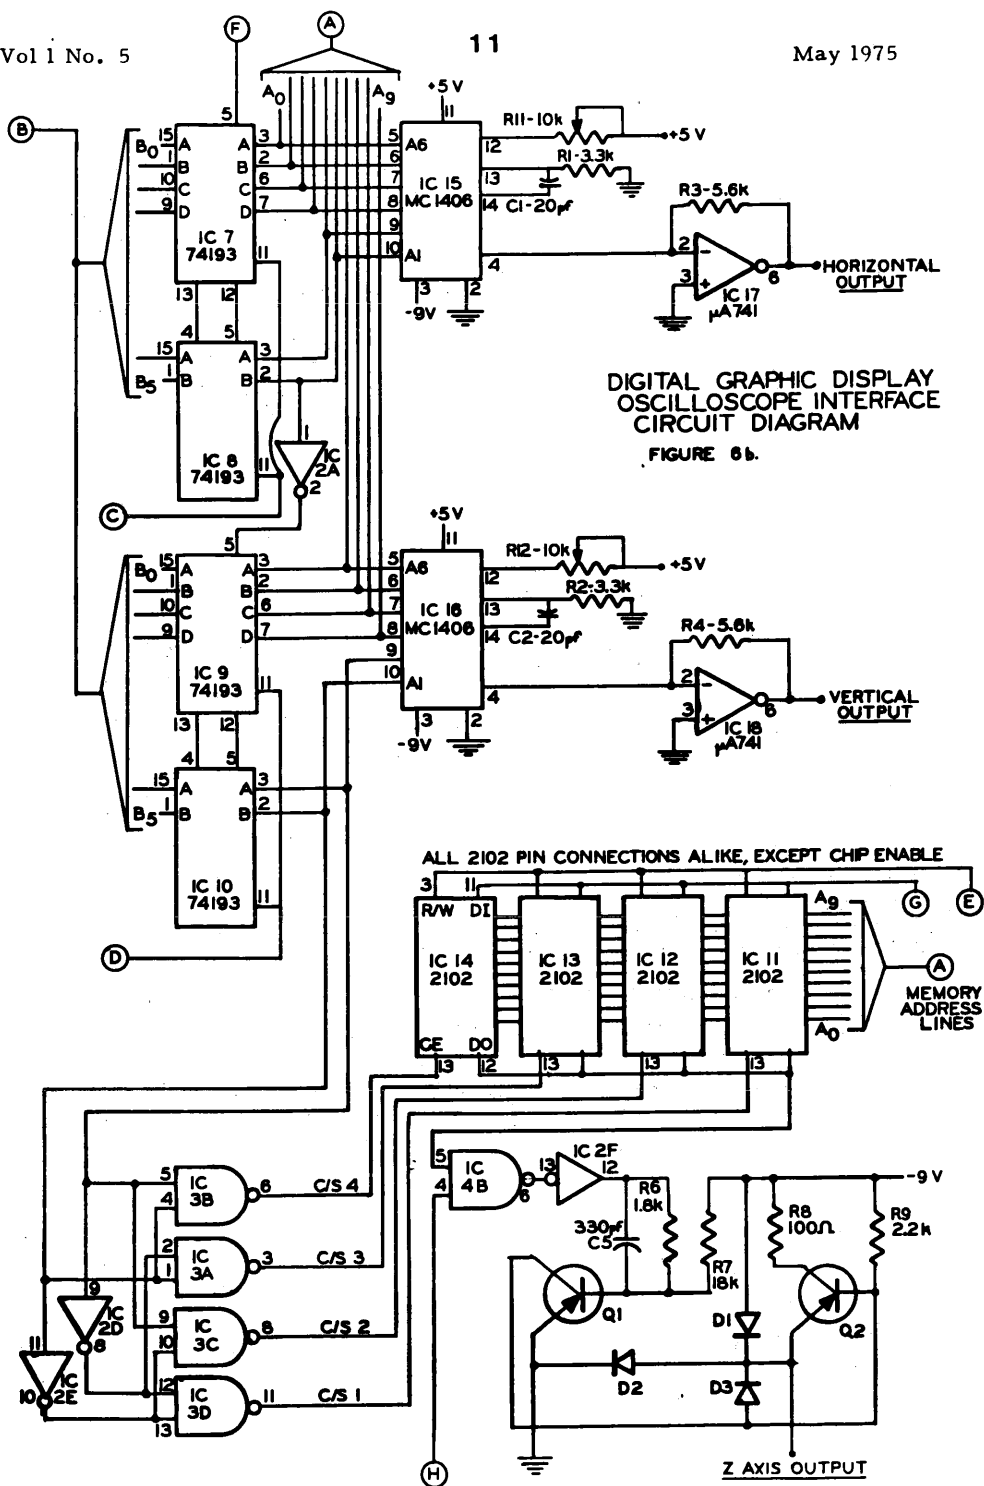 Vol 1 No. 5
11
May 1975
F
A
B
A0
A9
+5 V
11
5
B0
15 A
A 3
1 B
B 2
10 C
C 6
9 D
D 7
IC 7
74193
11
13
12
5 A6
6
7
8
9
10 A1
IC 15
MC1406
12
13
14
4
3
2
-9V
R11-10k
+5 V
R1-3.3k
C1-20pf
R3-5.6k
2 -
3 +
6
IC 17
µA741
HORIZONTAL
OUTPUT
4
5
15 A
A 3
B5
1 B
B 2
IC 8
74193
11
1
IC
2A
2
C
DIGITAL GRAPHIC DISPLAY
OSCILLOSCOPE INTERFACE
CIRCUIT DIAGRAM
FIGURE 6b.
+5 V
11
5
B0
15 A
A 3
1 B
B 2
10 C
C 6
9 D
D 7
IC 9
74193
11
13
12
5 A6
6
7
8
9
10 A1
IC 16
MC1406
12
13
14
4
3
2
-9V
R12-10k
+5 V
R2-3.3k
C2-20pf
R4-5.6k
2 -
3 +
6
IC 18
µA741
VERTICAL
OUTPUT
4
5
15 A
A 3
B5
1 B
B 2
IC 10
74193
11
D
ALL 2102 PIN CONNECTIONS ALIKE, EXCEPT CHIP ENABLE
3
11
R/W DI
IC 14
2102
CE DO
13
12
IC 13
2102
13
IC 12
2102
13
IC 11
2102
13
A9
A0
G
E
A
MEMORY
ADDRESS
LINES
5
4
IC
3B
6
C/S 4
2
1
IC
3A
3
C/S 3
9
10
IC
3C
8
C/S 2
12
13
IC
3D
11
C/S 1
9
IC
2D
8
11
IC
2E
10
5
4
IC
4B
6
13
IC 2F
12
330pf
C5
R6
1.8k
R7
18k
R8
100Ω
R9
2.2k
-9 V
Q1
Q2
D1
D2
D3
H
Z AXIS OUTPUT